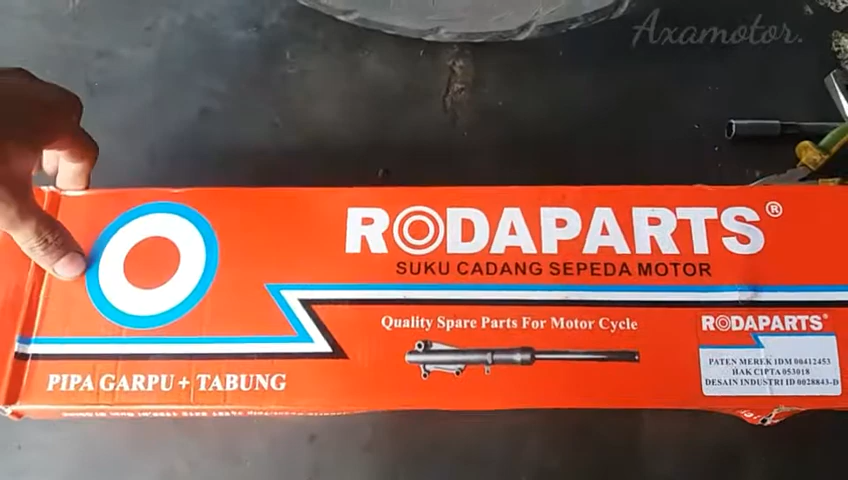 Axamotor.
RODAPARTS®
SUKU CADANG SEPEDA MOTOR
Quality Spare Parts For Motor Cycle
PIPA GARPU + TABUNG
RODAPARTS®
PATEN MEREK IDM 00412453
HAK CIPTA 053018
DESAIN INDUSTRI ID 0028843-D